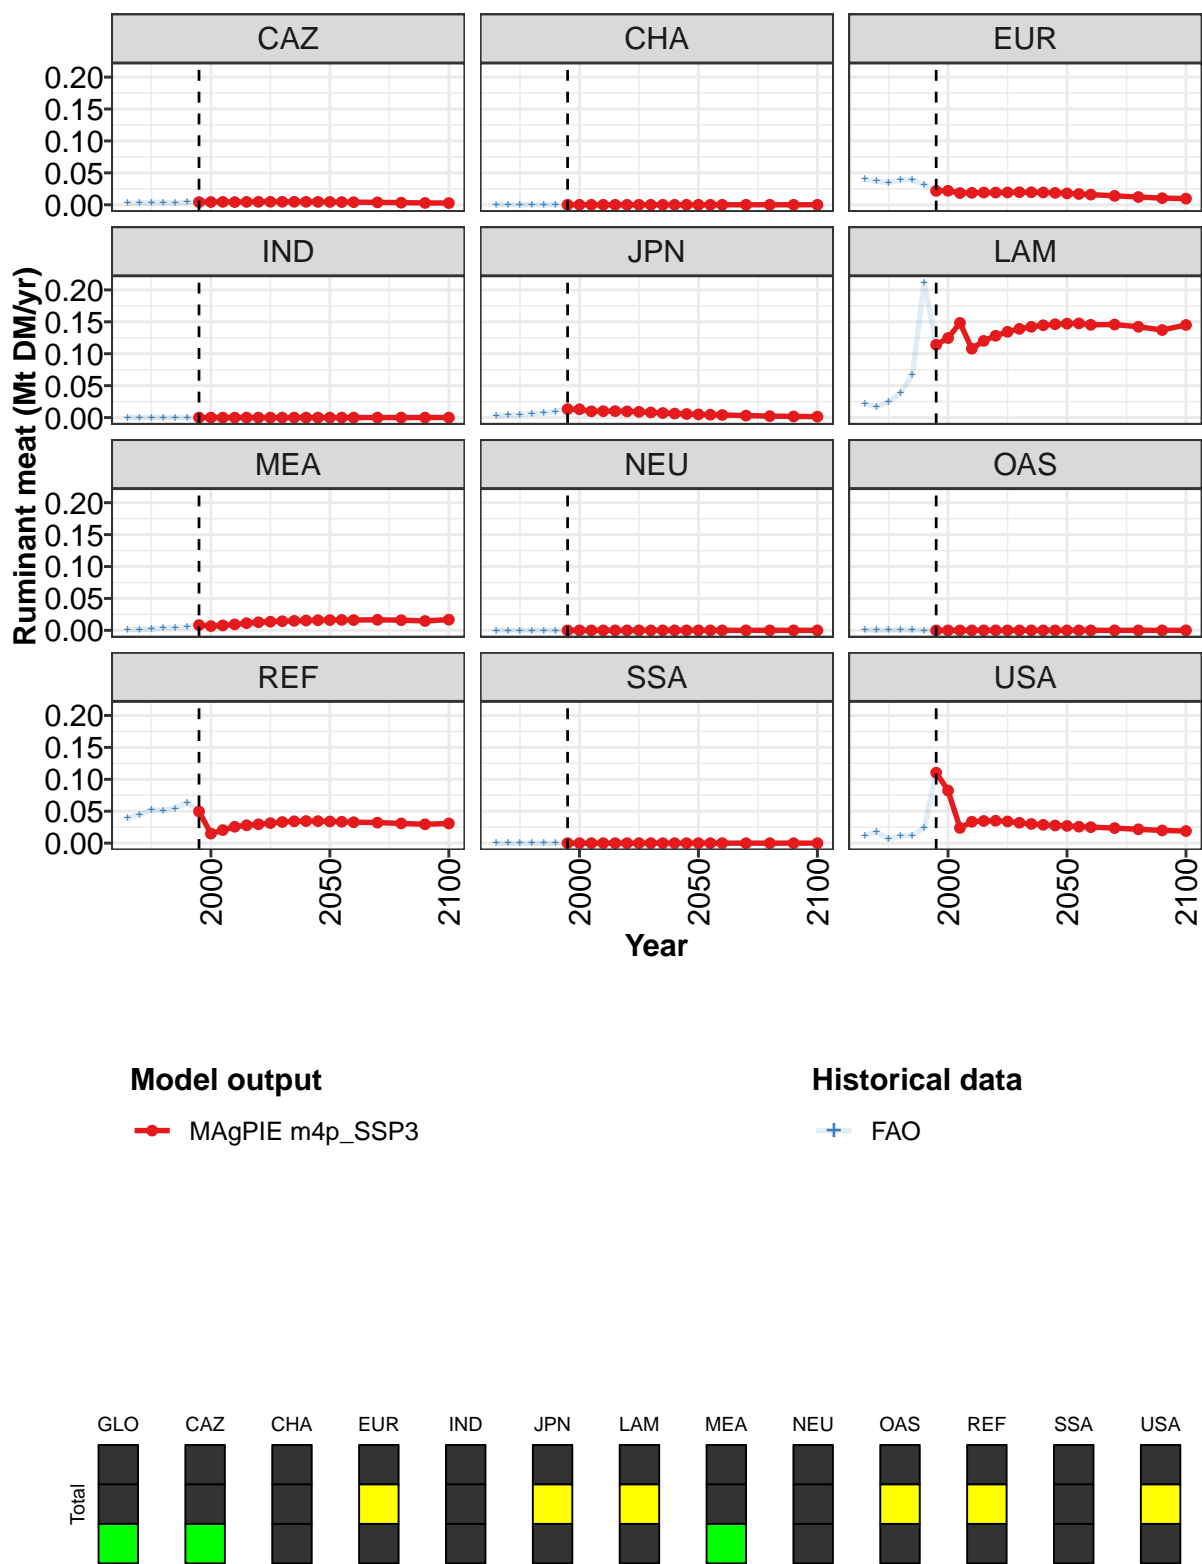 CAZ CHA EUR
0.20
0.15
0.10
0.05
0.00
IND JPN LAM
0.20
0.15
0.10
0.05
0.00
MEA NEU OAS
0.20
0.15
0.10
0.05
0.00
REF SSA USA
0.20
0.15
0.10
0.05
0.00
Ruminant meat (Mt DM/yr)
2000 2050 2100 2000 2050 2100 2000 2050 2100
Year
Model output Historical data
MAgPIE m4p_SSP3 FAO
GLO CAZ CHA EUR IND JPN LAM MEA NEU OAS REF SSA USA
Total